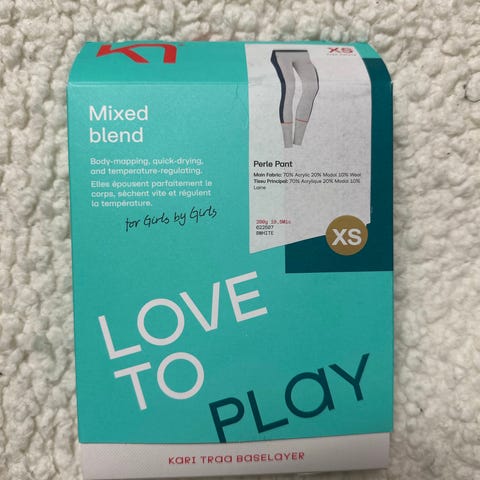 XS
Mixed
blend
Body-mapping, quick-drying,
and temperature-regulating.
Elles épousent parfaitement le
corps, sèchent vite et régulent
la température.
for Girls by Girls
Perle Pant
Main Fabric: 70% Acrylic 20% Modal 10% Wool
Tissu Principal: 70% Acrylique 20% Modal 10%
Laine
622507
BWHITE
XS
LOVE
TO
PLAY
KARI TRAA BASELAYER